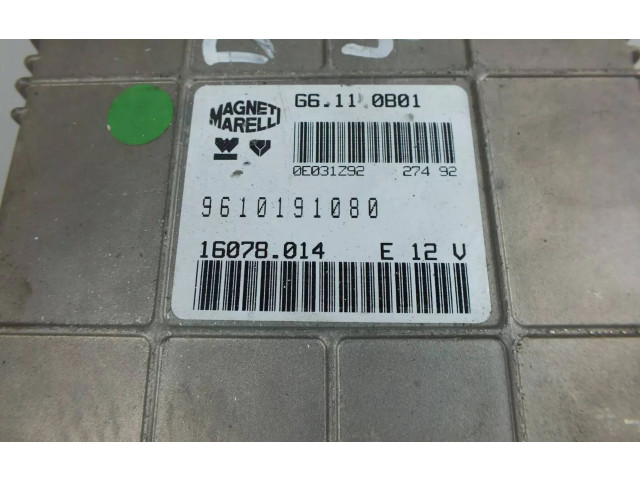 MAGNETI
MARELLI
G6.11 0B01
0E031Z92 274 92
9610191080
16078.014 E 12 V